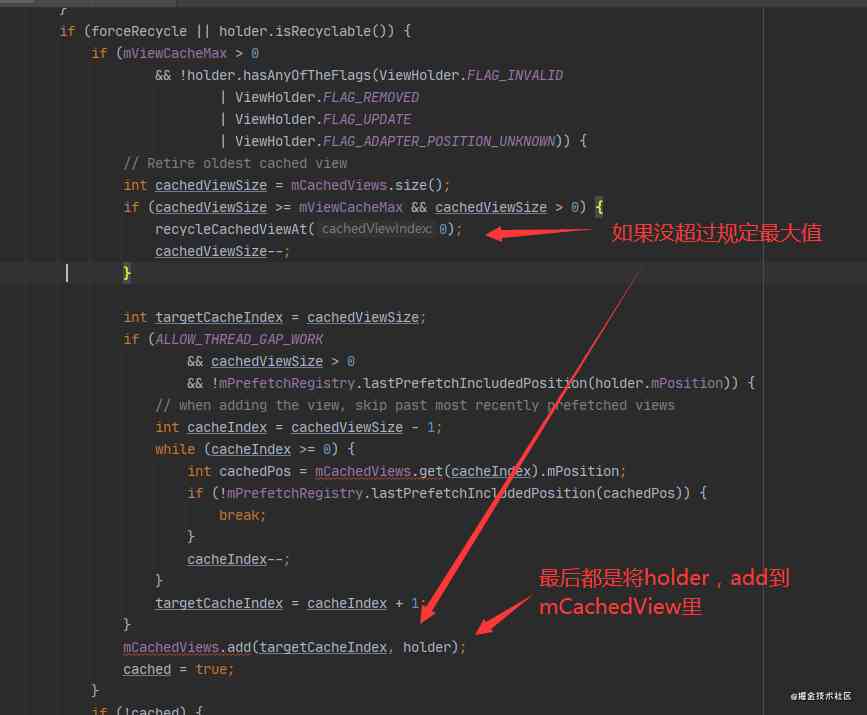 }
if (forceRecycle || holder.isRecyclable()) {
if (mViewCacheMax > 0
&& !holder.hasAnyOfTheFlags(ViewHolder.FLAG_INVALID
| ViewHolder.FLAG_REMOVED
| ViewHolder.FLAG_UPDATE
| ViewHolder.FLAG_ADAPTER_POSITION_UNKNOWN)) {
// Retire oldest cached view
int cachedViewSize = mCachedViews.size();
if (cachedViewSize >= mViewCacheMax && cachedViewSize > 0) {
recycleCachedViewAt( cachedViewIndex: 0);
如果没超过规定最大值
cachedViewSize--;
}
int targetCacheIndex = cachedViewSize;
if (ALLOW_THREAD_GAP_WORK
&& cachedViewSize > 0
&& !mPrefetchRegistry.lastPrefetchIncludedPosition(holder.mPosition)) {
// when adding the view, skip past most recently prefetched views
int cacheIndex = cachedViewSize - 1;
while (cacheIndex >= 0) {
int cachedPos = mCachedViews.get(cacheIndex).mPosition;
if (!mPrefetchRegistry.lastPrefetchIncludedPosition(cachedPos)) {
break;
}
cacheIndex--;
}
targetCacheIndex = cacheIndex + 1;
}
最后都是将holder，add到
mCachedView里
mCachedViews.add(targetCacheIndex, holder);
cached = true;
}
if (!cached) {
@掘金技术社区